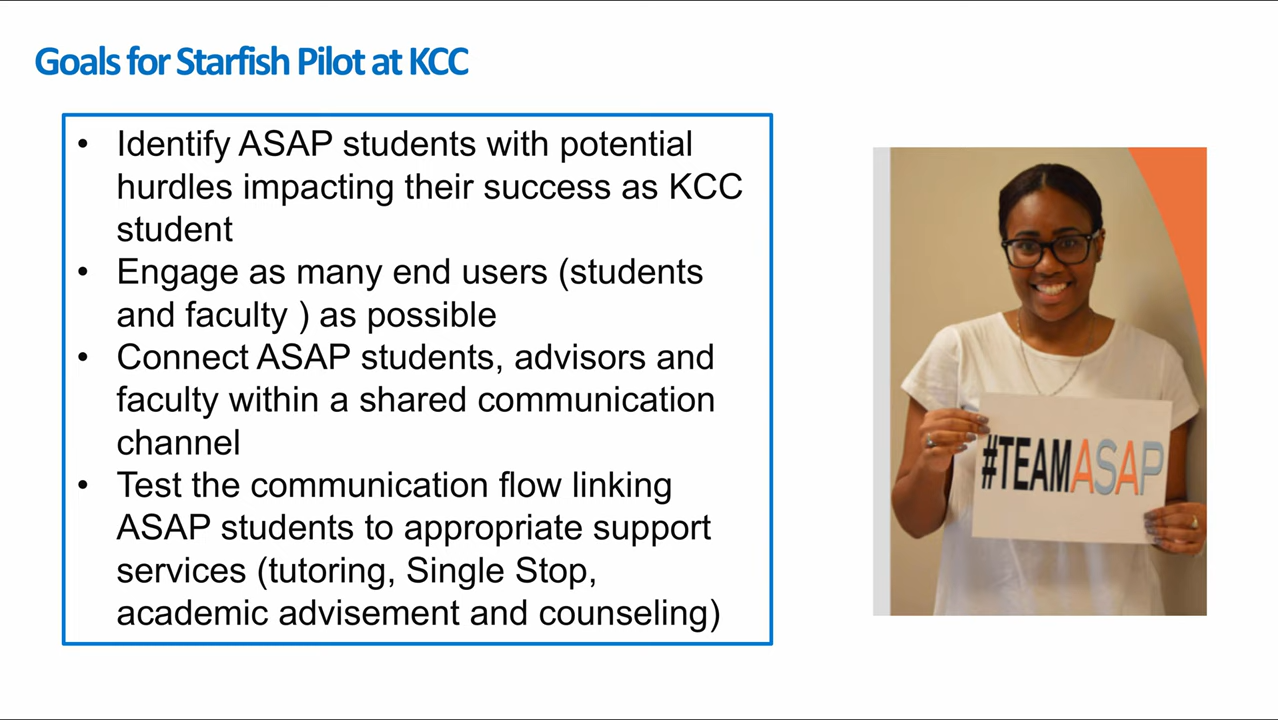 Goals for Starfish Pilot at KCC
• Identify ASAP students with potential
hurdles impacting their success as KCC
student
• Engage as many end users (students
and faculty ) as possible
• Connect ASAP students, advisors and
faculty within a shared communication
channel
• Test the communication flow linking
ASAP students to appropriate support
services (tutoring, Single Stop,
academic advisement and counseling)
#TEAMASAP